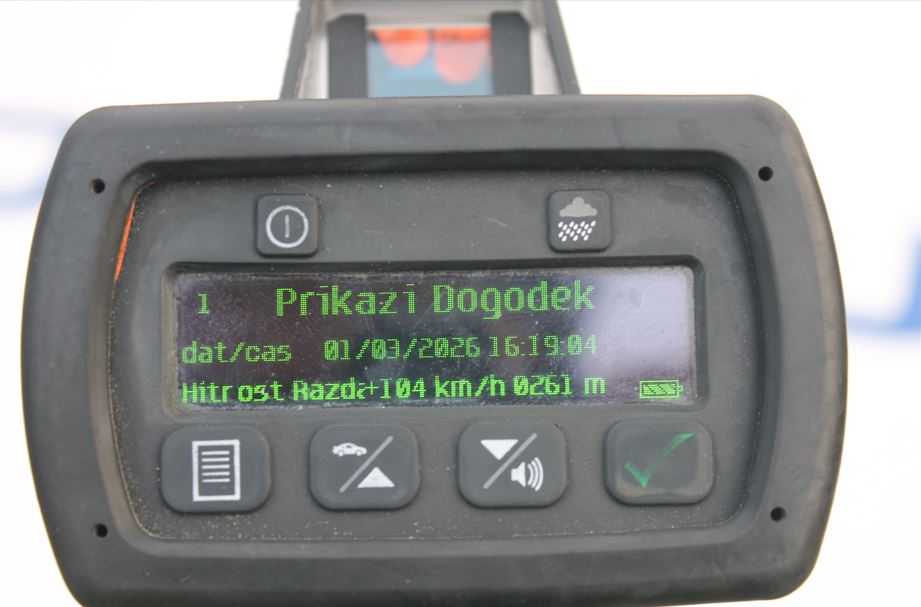 1 Prikazi Dogodek
dat/cas 01/03/2026 16:19:04
Hitrost Razda+104 km/h 0261 m